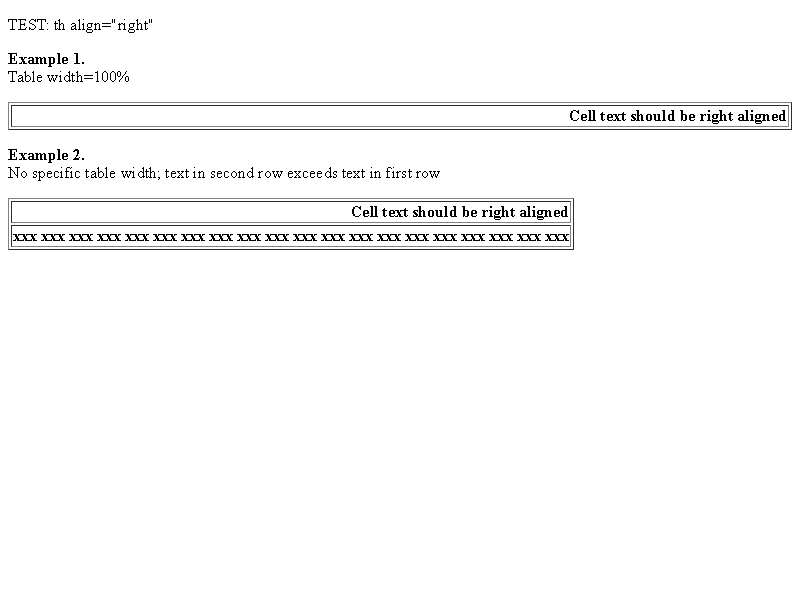 TEST: th align="right"
Example 1.
Table width=100%
Cell text should be right aligned
Example 2.
No specific table width; text in second row exceeds text in first row
Cell text should be right aligned
xxx xxx xxx xxx xxx xxx xxx xxx xxx xxx xxx xxx xxx xxx xxx xxx xxx xxx xxx xxx